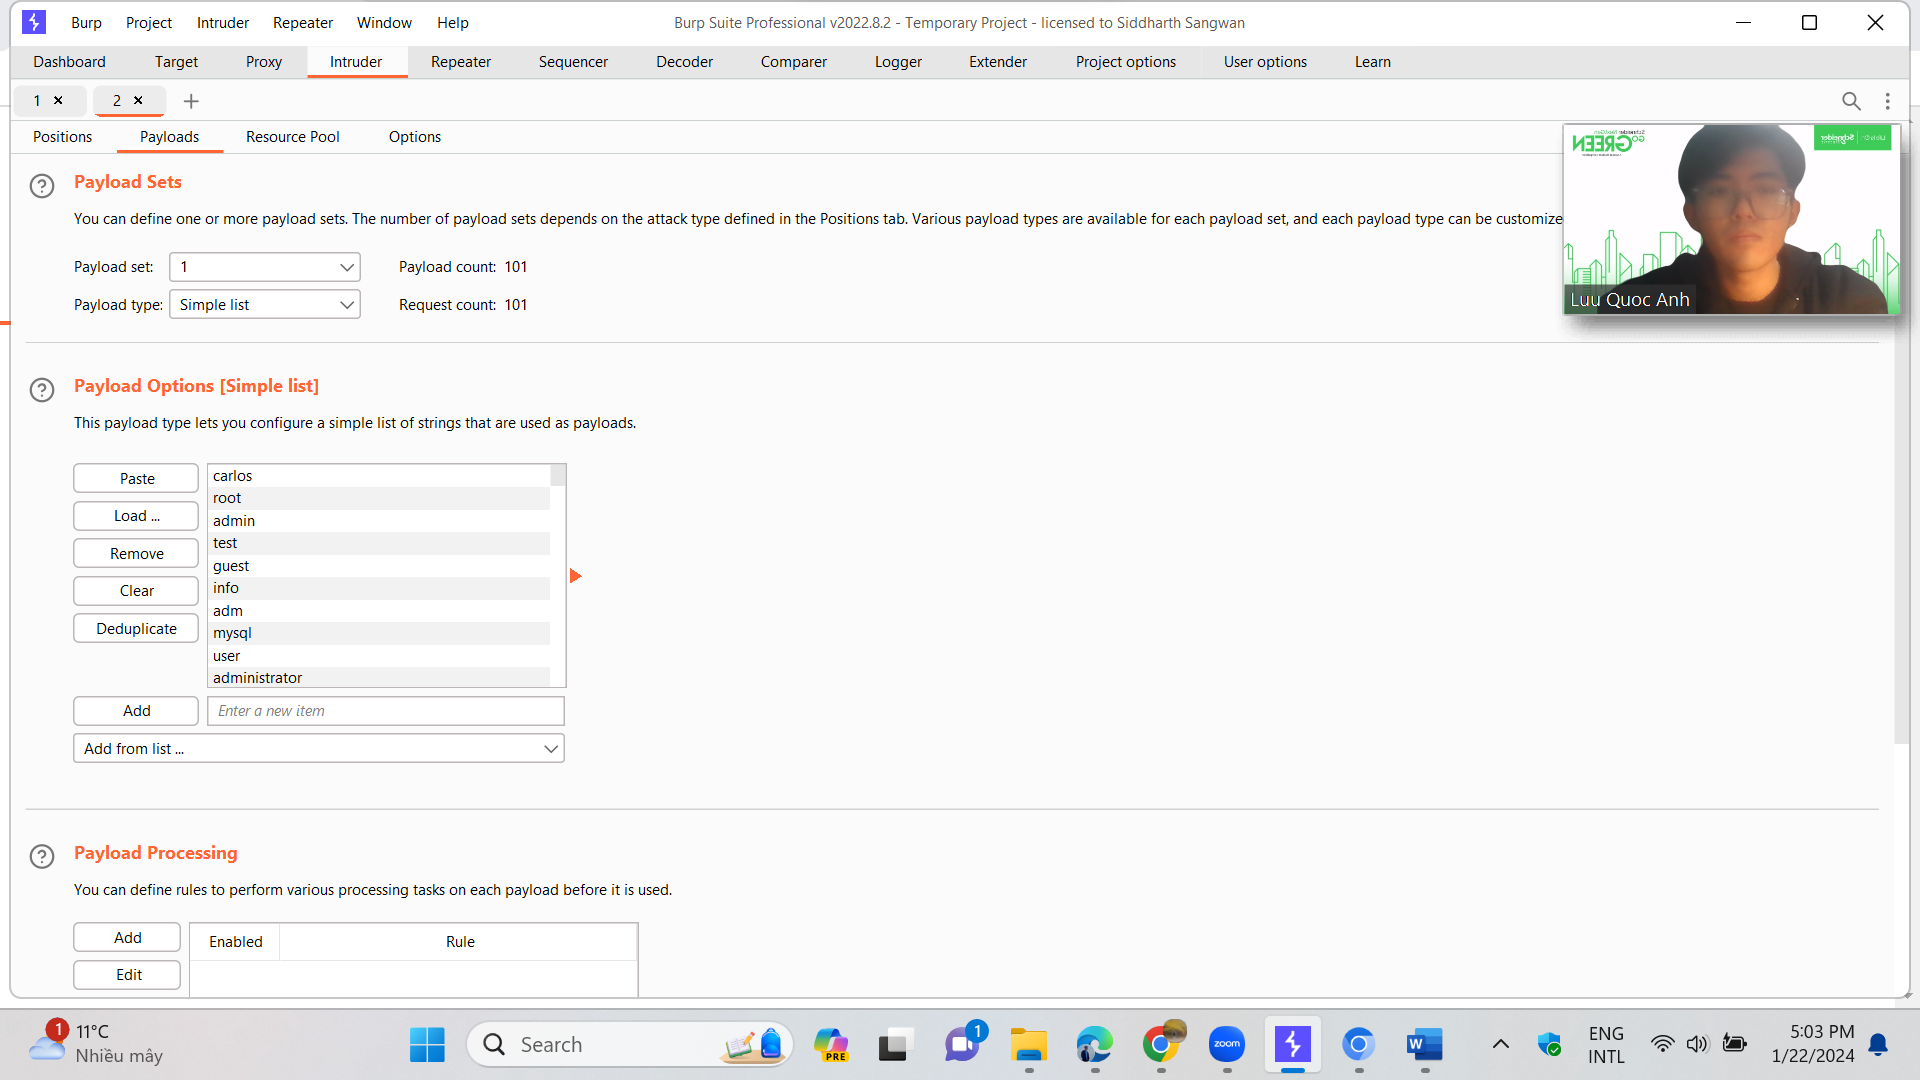 Burp Project Intruder Repeater Window Help Burp Suite Professional v2022.8.2 - Temporary Project - licensed to Siddharth Sangwan
Dashboard Target Proxy Intruder Repeater Sequencer Decoder Comparer Logger Extender Project options User options Learn
1 × 2 × +
Positions Payloads Resource Pool Options
Payload Sets
You can define one or more payload sets. The number of payload sets depends on the attack type defined in the Positions tab. Various payload types are available for each payload set, and each payload type can be customize
Payload set: 1 Payload count: 101
Payload type: Simple list Request count: 101
GO GREEN
Schneider
Luu Quoc Anh
Payload Options [Simple list]
This payload type lets you configure a simple list of strings that are used as payloads.
Paste
Load ...
Remove
Clear
Deduplicate
carlos
root
admin
test
guest
info
adm
mysql
user
administrator
Add Enter a new item
Add from list ...
Payload Processing
You can define rules to perform various processing tasks on each payload before it is used.
Add
Edit
Enabled Rule
1
11°C
Nhiều mây
Search
PRE
1
zoom
W
ENG
INTL
5:03 PM
1/22/2024